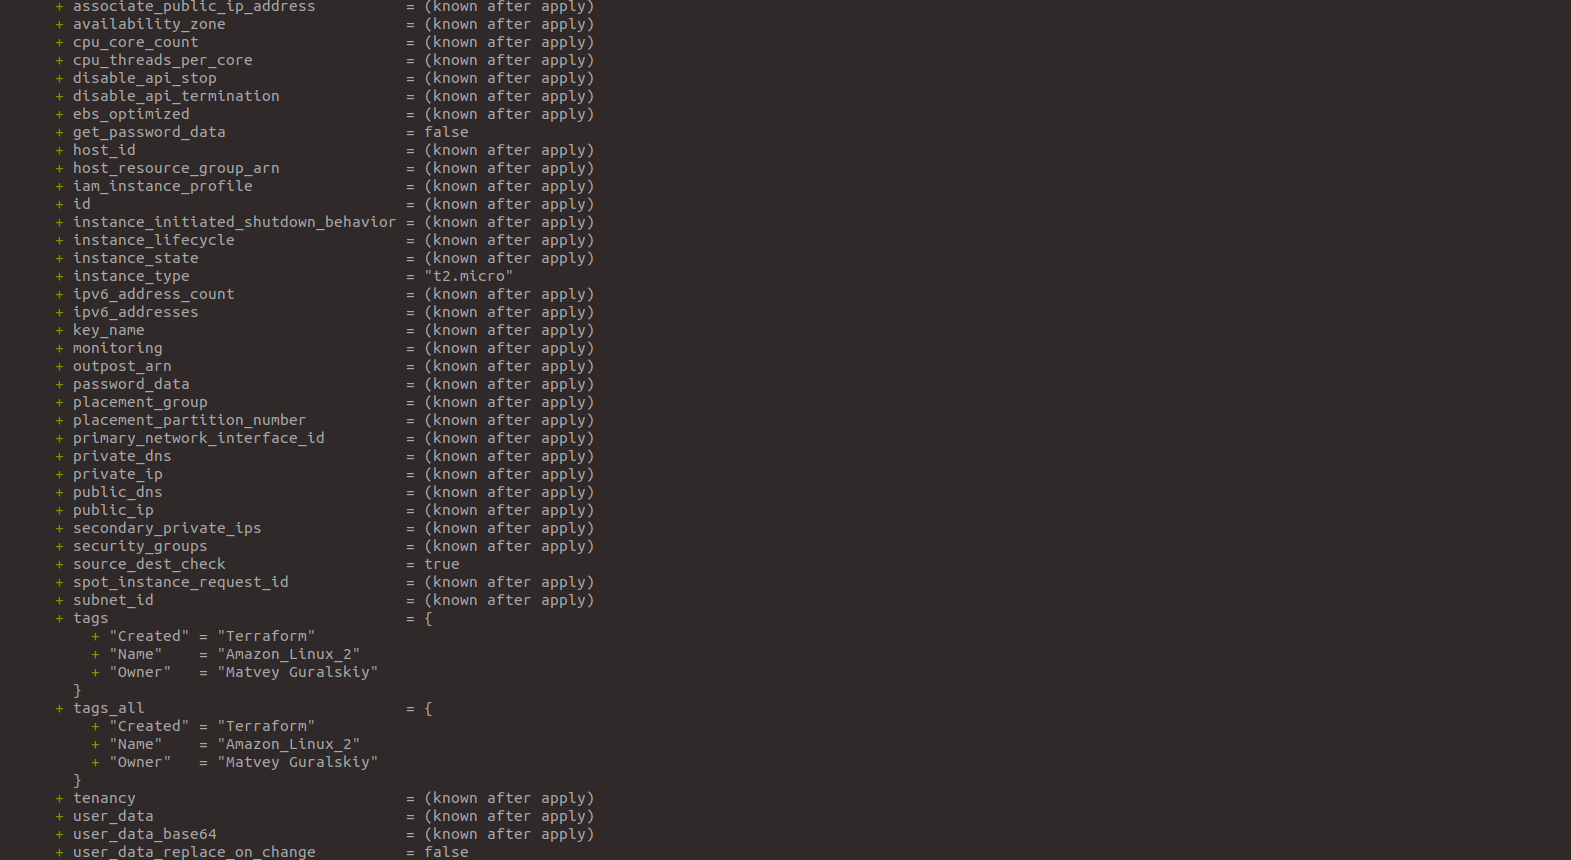 + associate_public_ip_address = (known after apply)
+ availability_zone = (known after apply)
+ cpu_core_count = (known after apply)
+ cpu_threads_per_core = (known after apply)
+ disable_api_stop = (known after apply)
+ disable_api_termination = (known after apply)
+ ebs_optimized = (known after apply)
+ get_password_data = false
+ host_id = (known after apply)
+ host_resource_group_arn = (known after apply)
+ iam_instance_profile = (known after apply)
+ id = (known after apply)
+ instance_initiated_shutdown_behavior = (known after apply)
+ instance_lifecycle = (known after apply)
+ instance_state = (known after apply)
+ instance_type = "t2.micro"
+ ipv6_address_count = (known after apply)
+ ipv6_addresses = (known after apply)
+ key_name = (known after apply)
+ monitoring = (known after apply)
+ outpost_arn = (known after apply)
+ password_data = (known after apply)
+ placement_group = (known after apply)
+ placement_partition_number = (known after apply)
+ primary_network_interface_id = (known after apply)
+ private_dns = (known after apply)
+ private_ip = (known after apply)
+ public_dns = (known after apply)
+ public_ip = (known after apply)
+ secondary_private_ips = (known after apply)
+ security_groups = (known after apply)
+ source_dest_check = true
+ spot_instance_request_id = (known after apply)
+ subnet_id = (known after apply)
+ tags = {
+ "Created" = "Terraform"
+ "Name" = "Amazon_Linux_2"
+ "Owner" = "Matvey Guralskiy"
}
+ tags_all = {
+ "Created" = "Terraform"
+ "Name" = "Amazon_Linux_2"
+ "Owner" = "Matvey Guralskiy"
}
+ tenancy = (known after apply)
+ user_data = (known after apply)
+ user_data_base64 = (known after apply)
+ user_data_replace_on_change = false